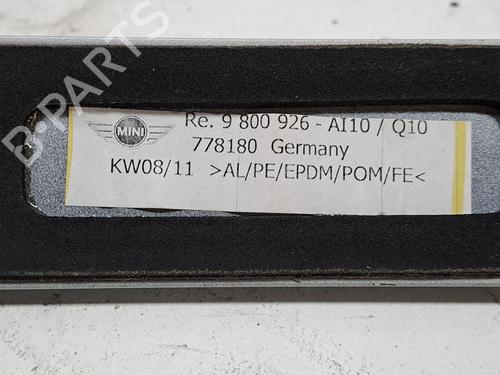 MINI
Re. 9 800 926 - AI10 / Q10
778180 Germany
KW08/11 >AL/PE/EPDM/POM/FE<
B-PARTS